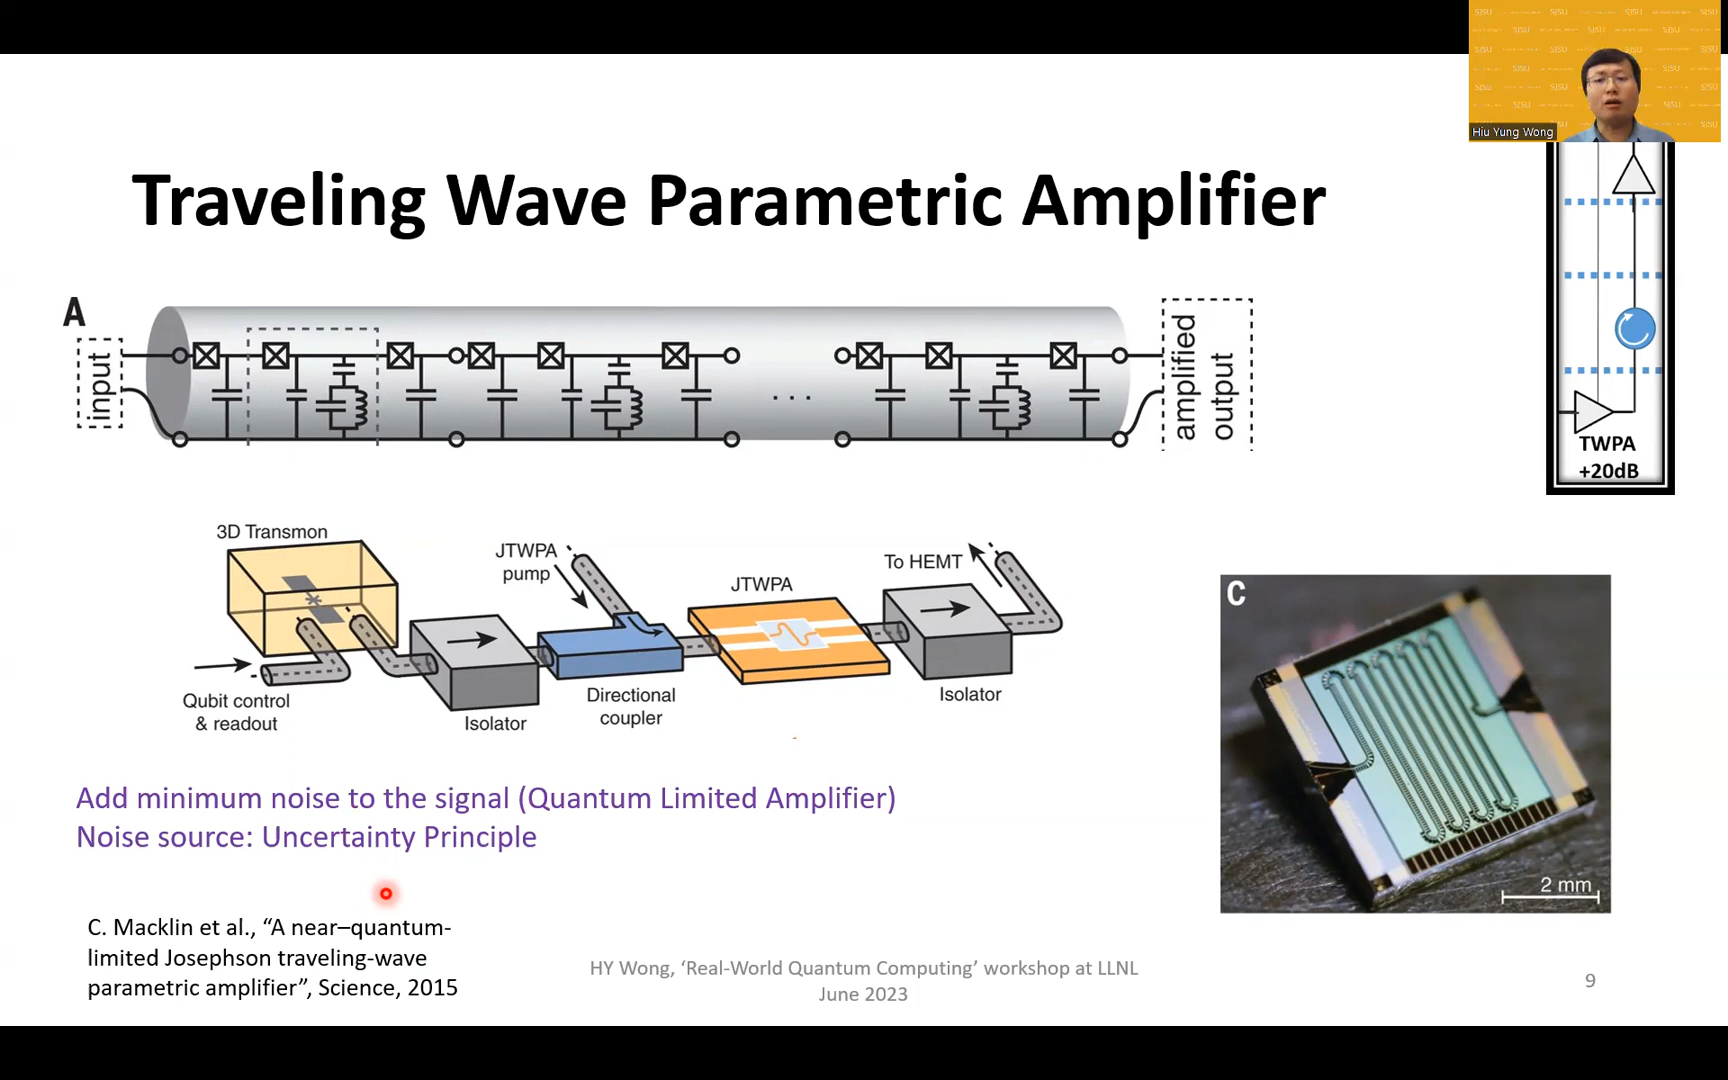 Hiu Yung Wong
Traveling Wave Parametric Amplifier
A
input
amplified
output
TWPA
+20dB
3D Transmon
JTWPA
pump
JTWPA
To HEMT
Qubit control
& readout
Isolator
Directional
coupler
Isolator
C
2 mm
Add minimum noise to the signal (Quantum Limited Amplifier)
Noise source: Uncertainty Principle
C. Macklin et al., “A near–quantum-
limited Josephson traveling-wave
parametric amplifier”, Science, 2015
HY Wong, ‘Real-World Quantum Computing’ workshop at LLNL
June 2023
9